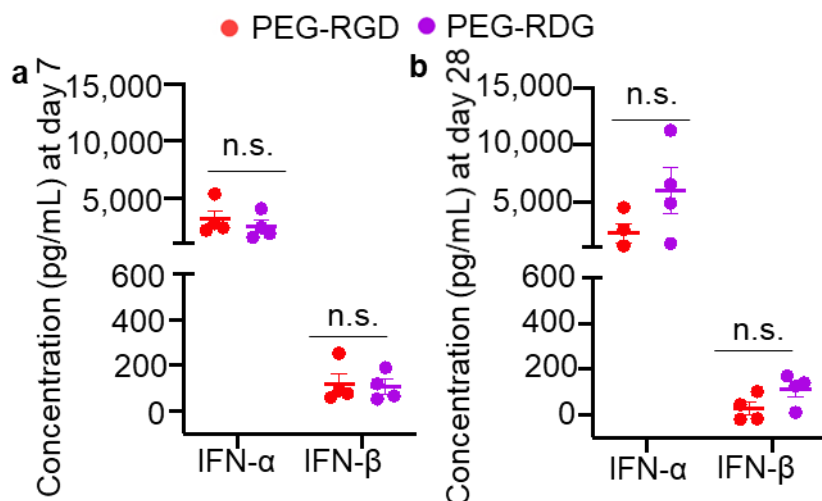 PEG-RGD PEG-RDG
a
Concentration (pg/mL) at day 7
15,000
10,000
5,000
600
400
200
0
n.s.
n.s.
IFN-α IFN-β
b
Concentration (pg/mL) at day 28
15,000
10,000
5,000
600
400
200
0
n.s.
n.s.
IFN-α IFN-β